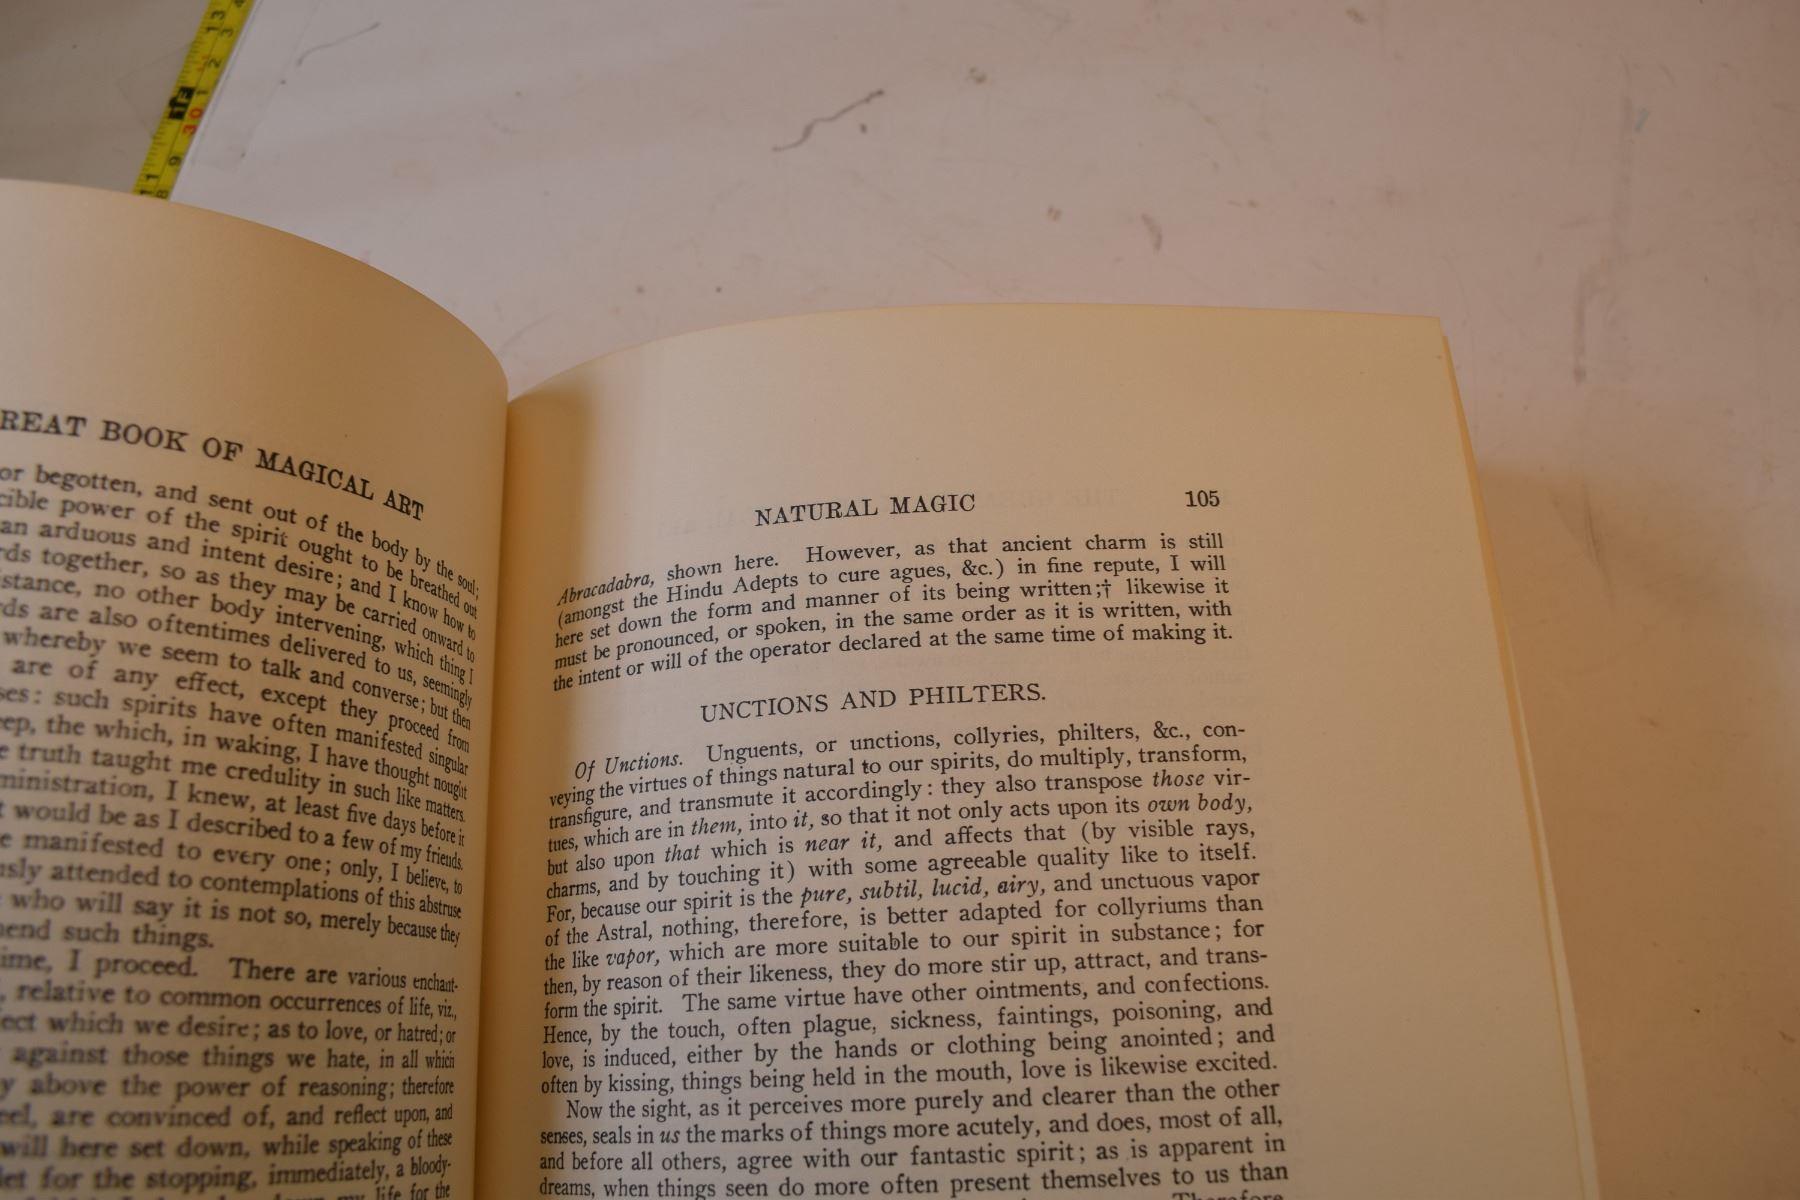 REAT BOOK OF MAGICAL ART
or begotten, and sent out of the body by the soul;
cible power of the spirit ought to be breathed out
an arduous and intent desire; and I know how to
rds together, so as they may be carried onward to
stance, no other body intervening, which thing I
rds are also oftentimes delivered to us, seemingly
whereby we seem to talk and converse; but then
are of any effect, except they proceed from
ses: such spirits have often manifested singular
eep, the which, in waking, I have thought nought
e truth taught me credulity in such like matters.
ministration, I knew, at least five days before it
t would be as I described to a few of my friends.
e manifested to every one; only, I believe, to
usly attended to contemplations of this abstruse
who will say it is not so, merely because they
hend such things.
ime, I proceed. There are various enchant-
, relative to common occurrences of life, viz.,
ect which we desire; as to love, or hatred; or
against those things we hate, in all which
y above the power of reasoning; therefore
eel, are convinced of, and reflect upon, and
will here set down, while speaking of these
let for the stopping, immediately, a bloody-
my life for the
NATURAL MAGIC 105
Abracadabra, shown here. However, as that ancient charm is still
(amongst the Hindu Adepts to cure agues, &c.) in fine repute, I will
here set down the form and manner of its being written;† likewise it
must be pronounced, or spoken, in the same order as it is written, with
the intent or will of the operator declared at the same time of making it.
UNCTIONS AND PHILTERS.
Of Unctions. Unguents, or unctions, collyries, philters, &c., con-
veying the virtues of things natural to our spirits, do multiply, transform,
transfigure, and transmute it accordingly: they also transpose those vir-
tues, which are in them, into it, so that it not only acts upon its own body,
but also upon that which is near it, and affects that (by visible rays,
charms, and by touching it) with some agreeable quality like to itself.
For, because our spirit is the pure, subtil, lucid, airy, and unctuous vapor
of the Astral, nothing, therefore, is better adapted for collyriums than
the like vapor, which are more suitable to our spirit in substance; for
then, by reason of their likeness, they do more stir up, attract, and trans-
form the spirit. The same virtue have other ointments, and confections.
Hence, by the touch, often plague, sickness, faintings, poisoning, and
love, is induced, either by the hands or clothing being anointed; and
often by kissing, things being held in the mouth, love is likewise excited.
Now the sight, as it perceives more purely and clearer than the other
senses, seals in us the marks of things more acutely, and does, most of all,
and before all others, agree with our fantastic spirit; as is apparent in
dreams, when things seen do more often present themselves to us than
Therefore